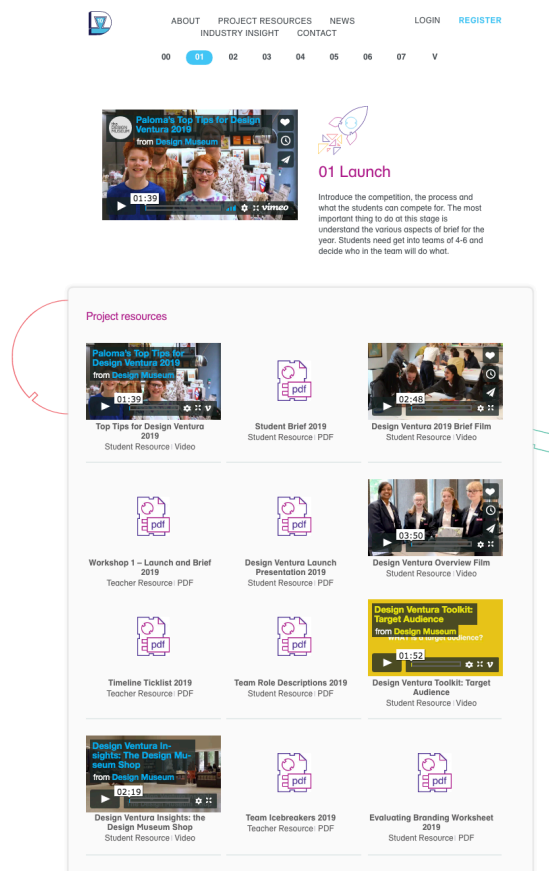 ABOUT PROJECT RESOURCES NEWS
INDUSTRY INSIGHT CONTACT
LOGIN REGISTER
00 01 02 03 04 05 06 07 V
the DESIGN MUSEUM
Paloma's Top Tips for Design
Ventura 2019
from Design Museum
01:39
vimeo
01 Launch
Introduce the competition, the process and
what the students can compete for. The most
important thing to do at this stage is
understand the various aspects of brief for the
year. Students need get into teams of 4-6 and
decide who in the team will do what.
Project resources
Paloma's Top Tips for
Design Ventura 2019
from Design Museum
01:39
Top Tips for Design Ventura
2019
Student Resource | Video
pdf
Student Brief 2019
Student Resource | PDF
02:48
Design Ventura 2019 Brief Film
Student Resource | Video
pdf
Workshop 1 – Launch and Brief
2019
Teacher Resource | PDF
pdf
Design Ventura Launch
Presentation 2019
Student Resource | PDF
03:50
Design Ventura Overview Film
Student Resource | Video
pdf
Timeline Ticklist 2019
Teacher Resource | PDF
pdf
Team Role Descriptions 2019
Student Resource | PDF
Design Ventura Toolkit:
Target Audience
from Design Museum
WHAT is a target audience?
01:52
Design Ventura Toolkit: Target
Audience
Student Resource | Video
Design Ventura In-
sights: The Design Mu-
seum Shop
from Design Museum
02:19
Design Ventura Insights: the
Design Museum Shop
Student Resource | Video
pdf
Team Icebreakers 2019
Teacher Resource | PDF
pdf
Evaluating Branding Worksheet
2019
Student Resource | PDF